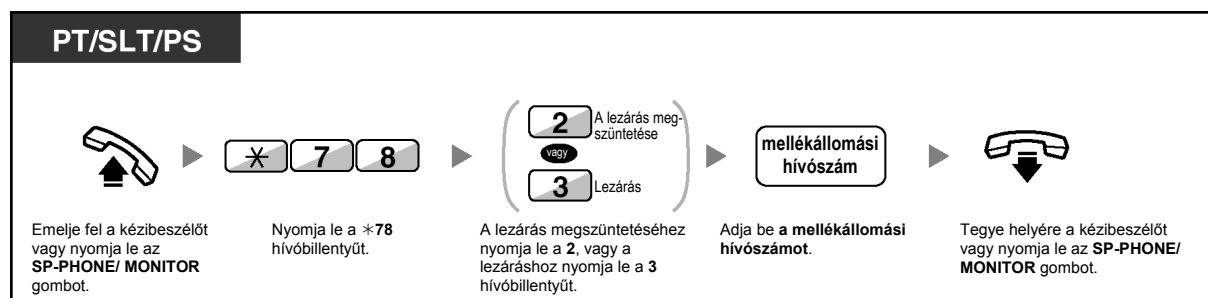 PT/SLT/PS
* 7 8
2 A lezárás meg-
szüntetése
vagy
3 Lezárás
mellékállomási
hívószám
Emelje fel a kézibeszélőt
vagy nyomja le az
SP-PHONE/ MONITOR
gombot.
Nyomja le a *78
hívóbillentyűt.
A lezárás megszüntetéséhez
nyomja le a 2, vagy a
lezáráshoz nyomja le a 3
hívóbillentyűt.
Adja be a mellékállomási
hívószámot.
Tegye helyére a kézibeszélőt
vagy nyomja le az SP-PHONE/
MONITOR gombot.